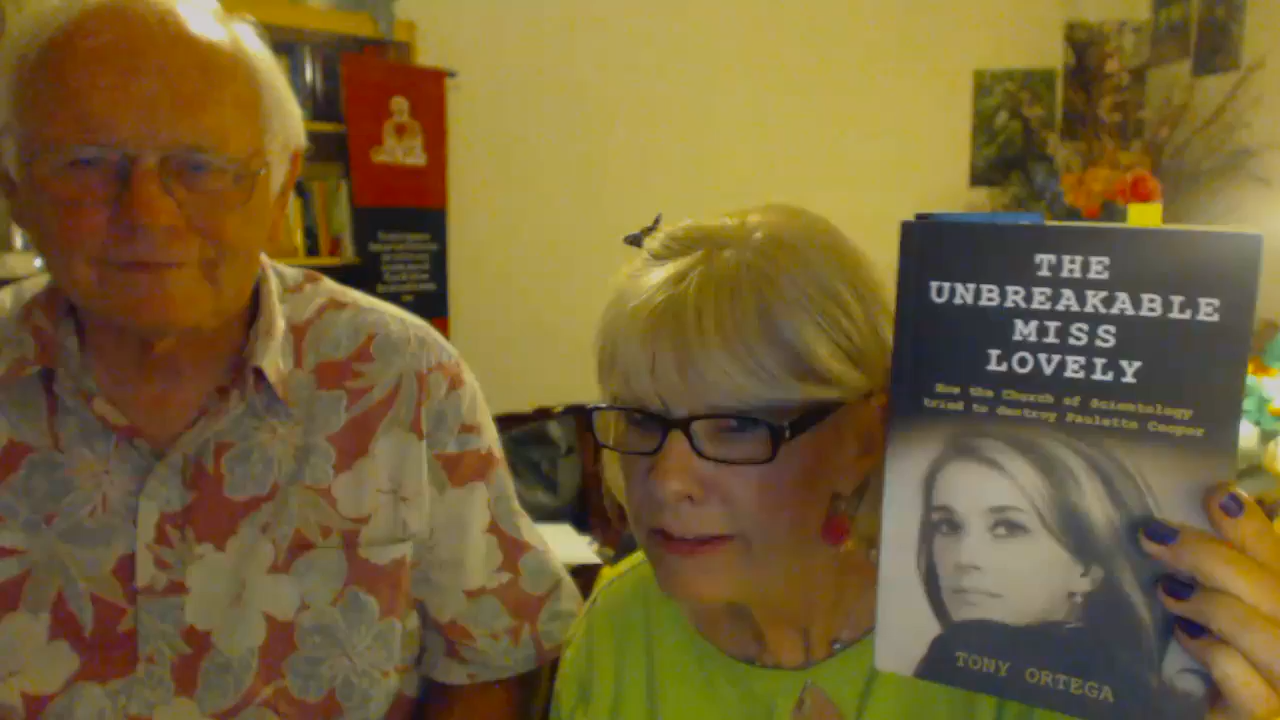 THE
UNBREAKABLE
MISS
LOVELY
How the Church of Scientology
tried to destroy Paulette Cooper
TONY ORTEGA